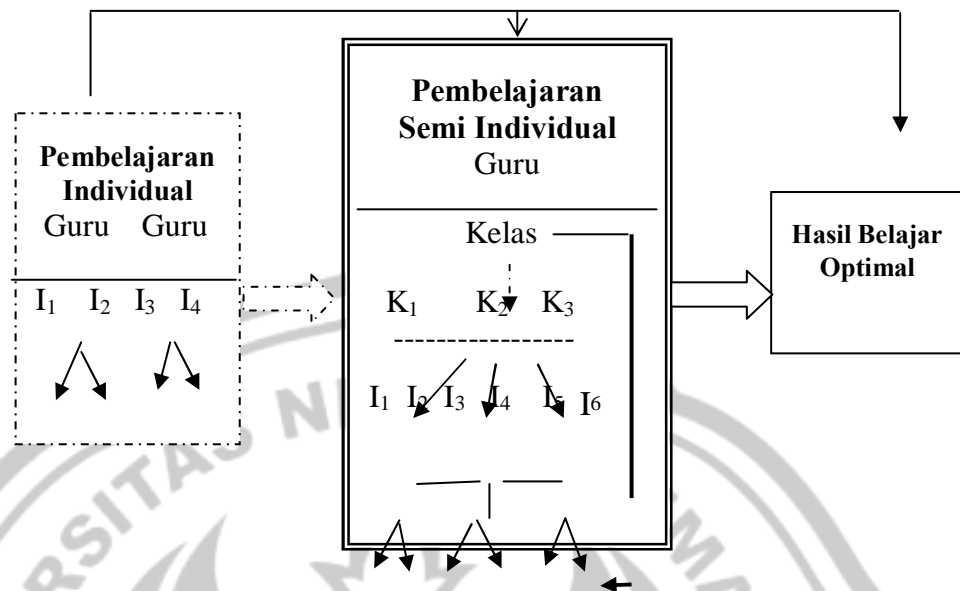 Pembelajaran
Individual
Guru Guru
I1 I2 I3 I4
Pembelajaran
Semi Individual
Guru
Kelas
K1 K2 K3
I1 I2 I3 I4 I5 I6
Hasil Belajar
Optimal